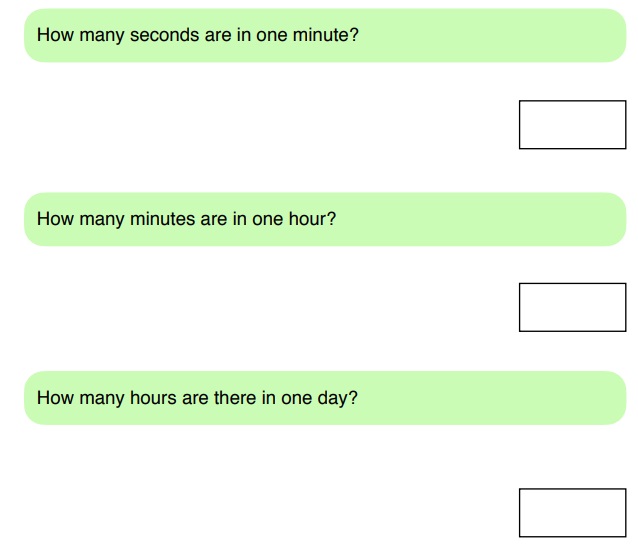 How many seconds are in one minute?
How many minutes are in one hour?
How many hours are there in one day?